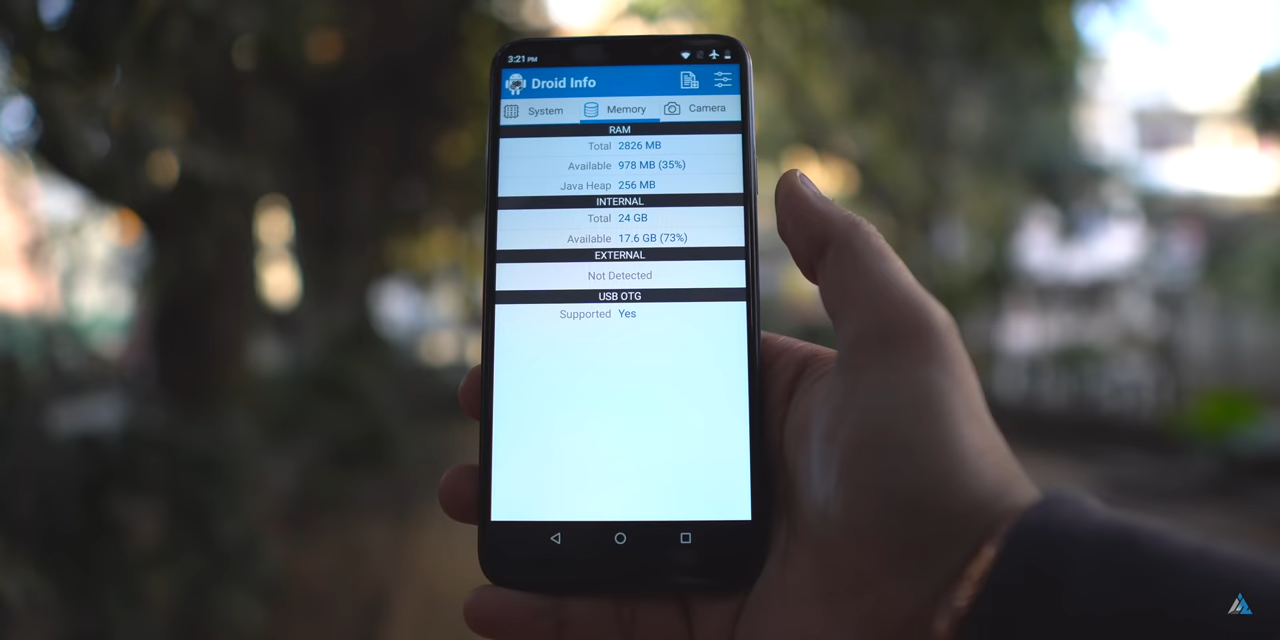 3:21 PM
Droid Info
System Memory Camera
RAM
Total 2826 MB
Available 978 MB (35%)
Java Heap 256 MB
INTERNAL
Total 24 GB
Available 17.6 GB (73%)
EXTERNAL
Not Detected
USB OTG
Supported Yes